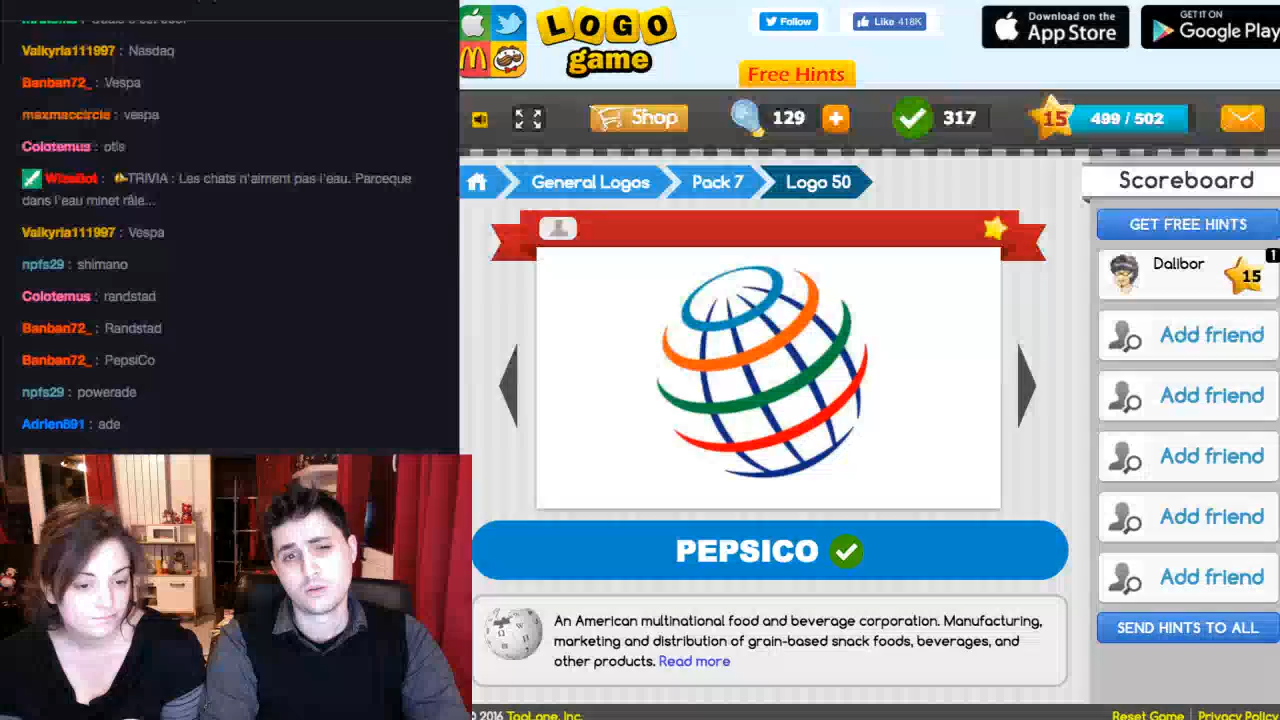 Valkyria111997 : Nasdaq
Banban72_ : Vespa
maxmaccircle : vespa
Colotemus : otis
WissBot : TRIVIA : Les chats n'aiment pas l'eau. Parceque
dans l'eau minet râle...
Valkyria111997 : Vespa
npfs29 : shimano
Colotemus : randstad
Banban72_ : Randstad
Banban72_ : PepsiCo
npfs29 : powerade
Adrien691 : ade
LOGO
game
Follow
Like 418K
Download on the
App Store
GET IT ON
Google Play
Free Hints
Shop
129
317
15
499 / 502
General Logos
Pack 7
Logo 50
Scoreboard
GET FREE HINTS
Dalibor
1
15
Add friend
Add friend
Add friend
Add friend
Add friend
SEND HINTS TO ALL
PEPSICO
An American multinational food and beverage corporation. Manufacturing,
marketing and distribution of grain-based snack foods, beverages, and
other products. Read more
© 2016 TooLane, Inc.
Reset Game | Privacy Policy